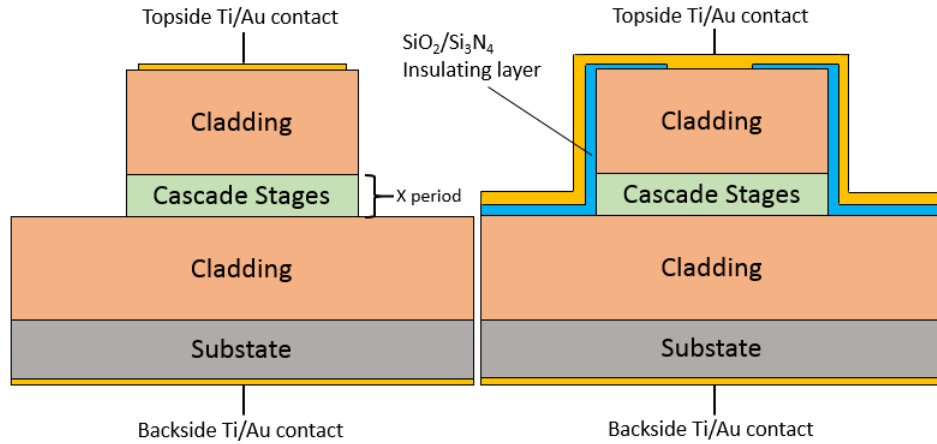 Topside Ti/Au contact
Cladding
Cascade Stages
X period
Cladding
Substate
Backside Ti/Au contact
Topside Ti/Au contact
SiO₂/Si₃N₄
Insulating layer
Cladding
Cascade Stages
Cladding
Substate
Backside Ti/Au contact